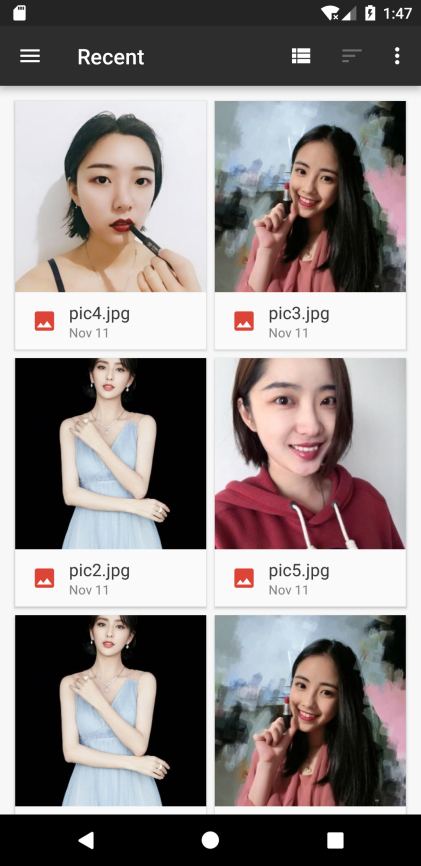 1:47
Recent
pic4.jpg
Nov 11
pic3.jpg
Nov 11
pic2.jpg
Nov 11
pic5.jpg
Nov 11